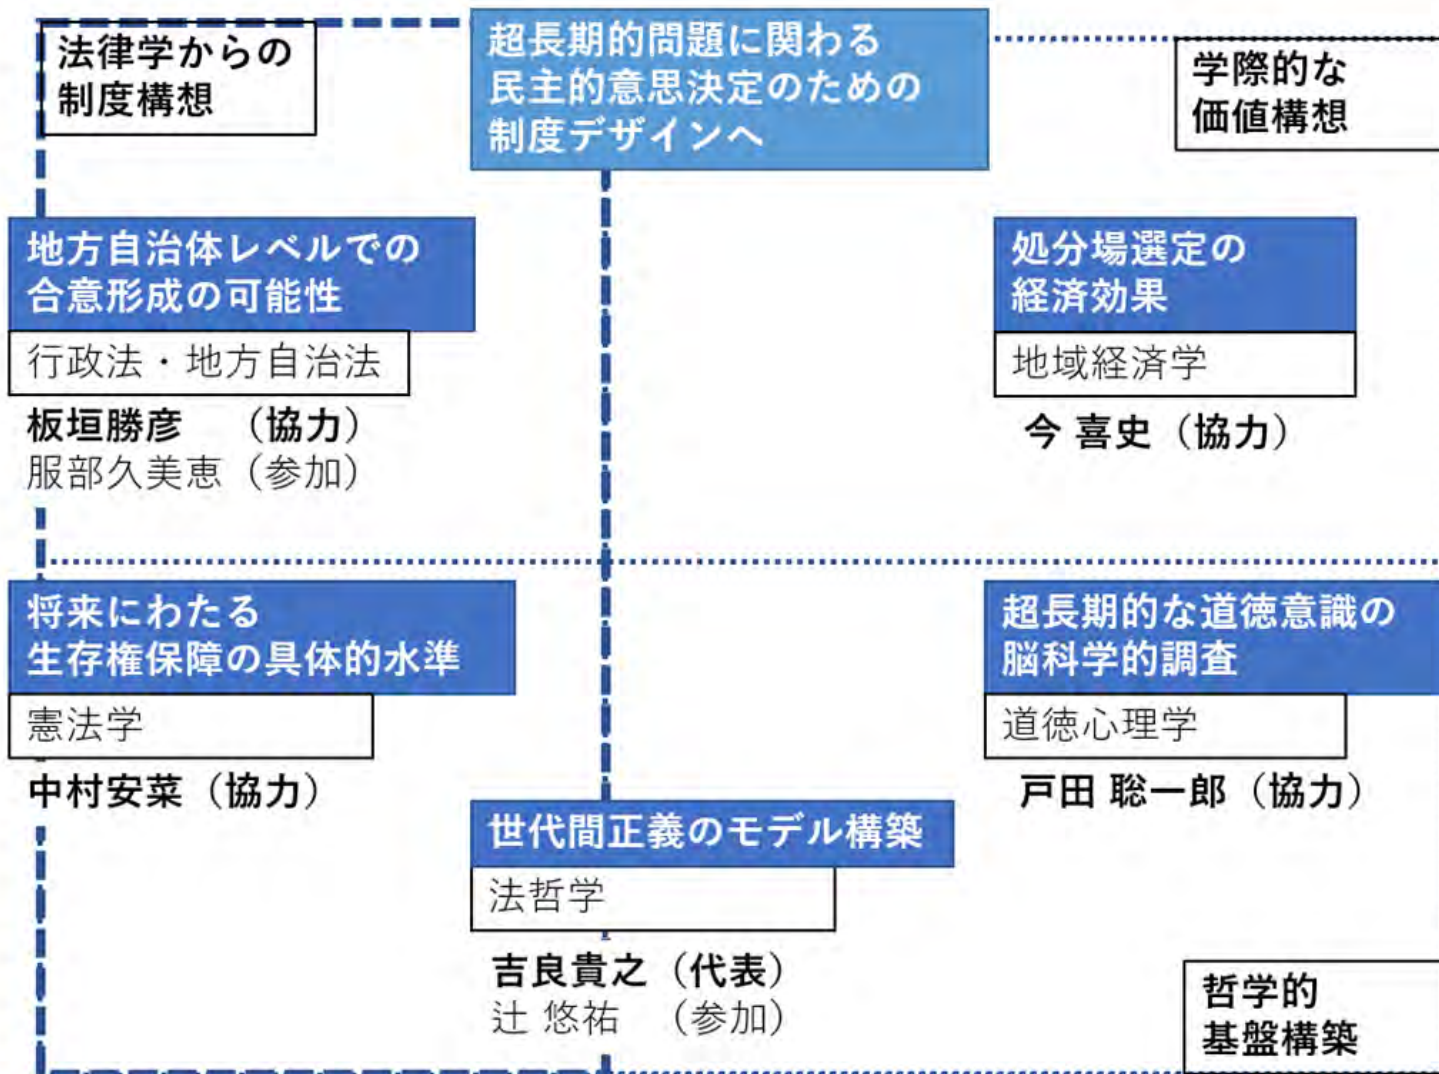 法律学からの
制度構想
超長期的問題に関わる
民主的意思決定のための
制度デザインへ
学際的な
価値構想
地方自治体レベルでの
合意形成の可能性
行政法・地方自治法
板垣勝彦　（協力）
服部久美恵（参加）
処分場選定の
経済効果
地域経済学
今 喜史（協力）
将来にわたる
生存権保障の具体的水準
憲法学
中村安菜（協力）
超長期的な道徳意識の
脳科学的調査
道徳心理学
戸田 聡一郎（協力）
世代間正義のモデル構築
法哲学
吉良貴之（代表）
辻 悠祐　（参加）
哲学的
基盤構築